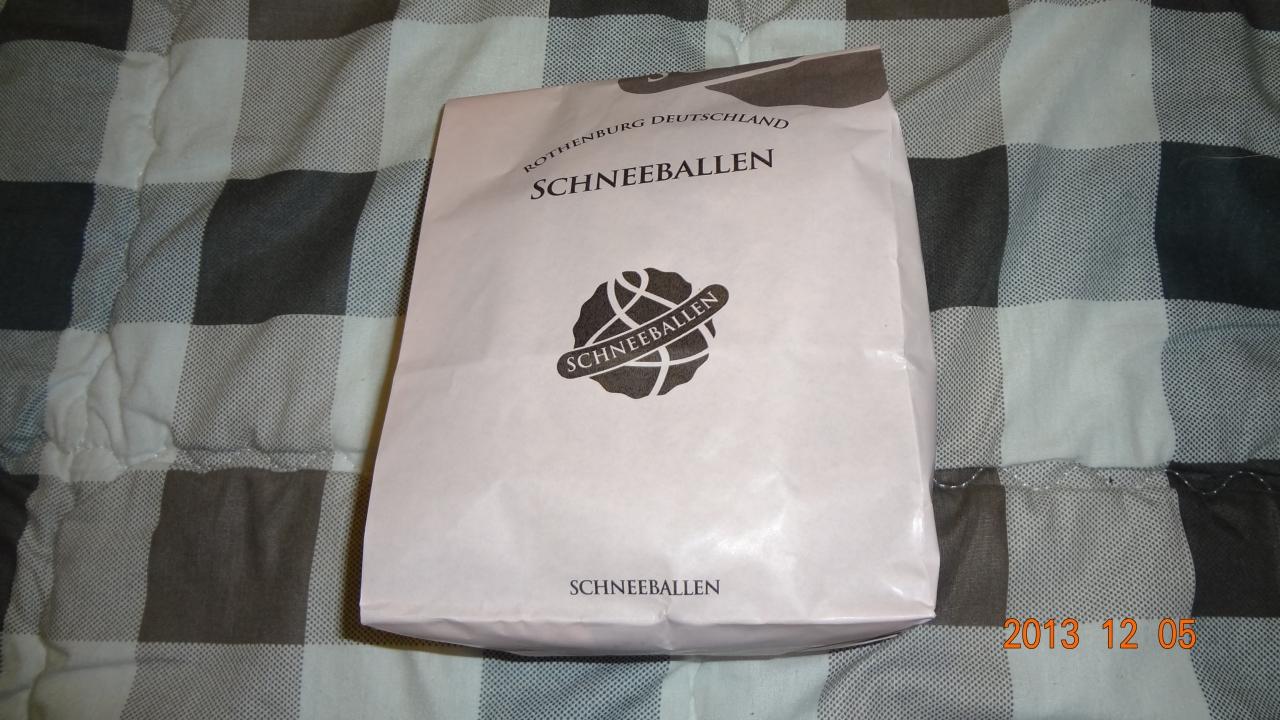 ROTHENBURG DEUTSCHLAND
SCHNEEBALLEN
SCHNEEBALLEN
SCHNEEBALLEN
2013 12 05